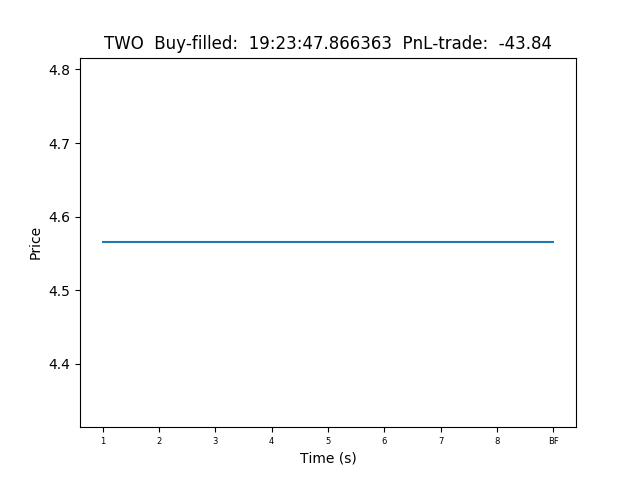 TWO  Buy-filled:  19:23:47.866363  PnL-trade:  -43.84
4.8
4.7
4.6
4.5
4.4
Price
1 2 3 4 5 6 7 8 BF
Time (s)